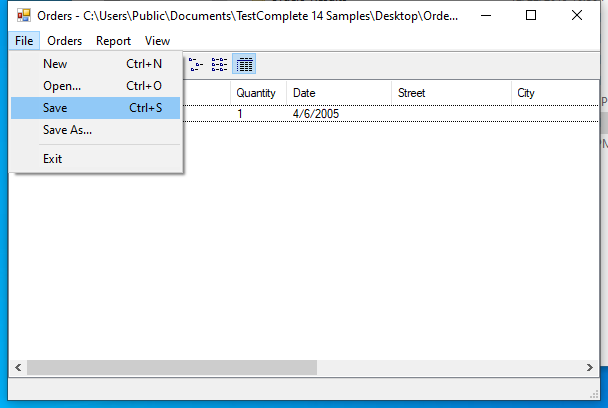 Orders - C:\Users\Public\Documents\TestComplete 14 Samples\Desktop\Orde...
File Orders Report View
New Ctrl+N
Open... Ctrl+O
Save Ctrl+S
Save As...
Exit
Quantity Date Street City
1 4/6/2005